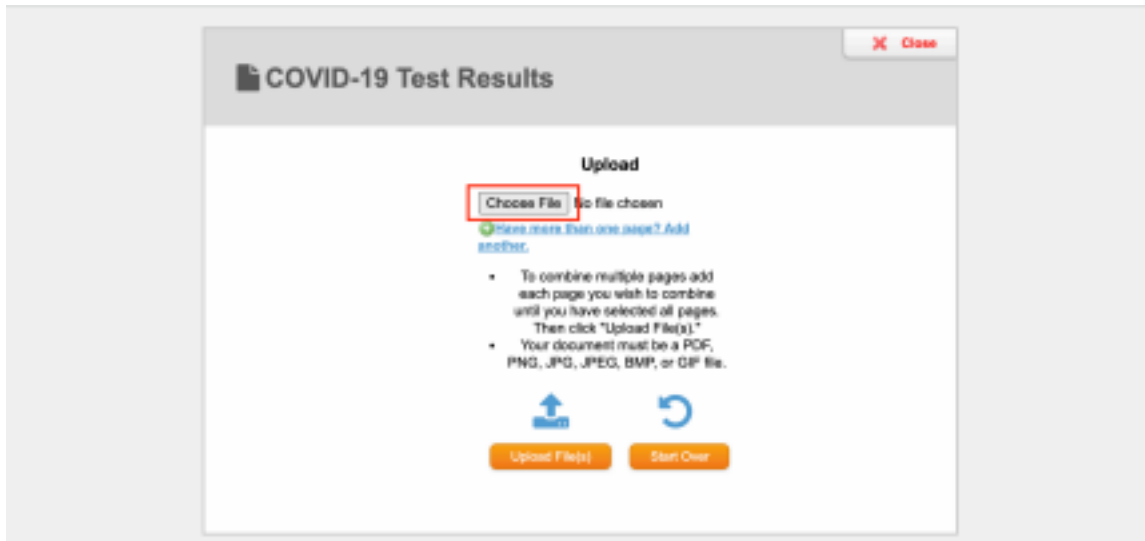 Close
COVID-19 Test Results
Upload
Choose File No file chosen
Have more than one page? Add
another.
• To combine multiple pages add
each page you wish to combine
until you have selected all pages.
Then click "Upload File(s)."
• Your document must be a PDF,
PNG, JPG, JPEG, BMP, or GIF file.
Upload File(s) Start Over